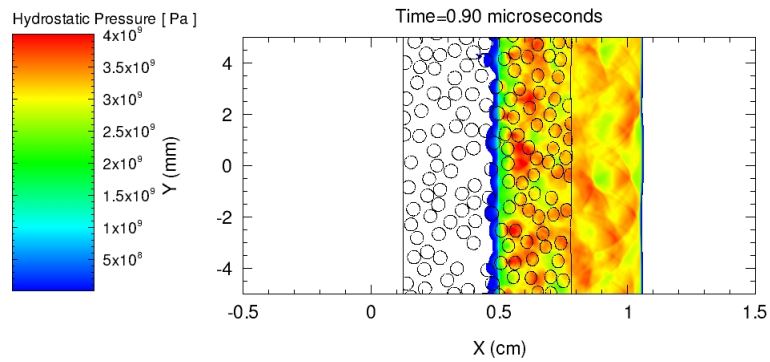 Hydrostatic Pressure [ Pa ]
Time=0.90 microseconds
4x10⁹
3.5x10⁹
3x10⁹
2.5x10⁹
2x10⁹
1.5x10⁹
1x10⁹
5x10⁸
Y (mm)
4
2
0
-2
-4
-0.5 0 0.5 1 1.5
X (cm)